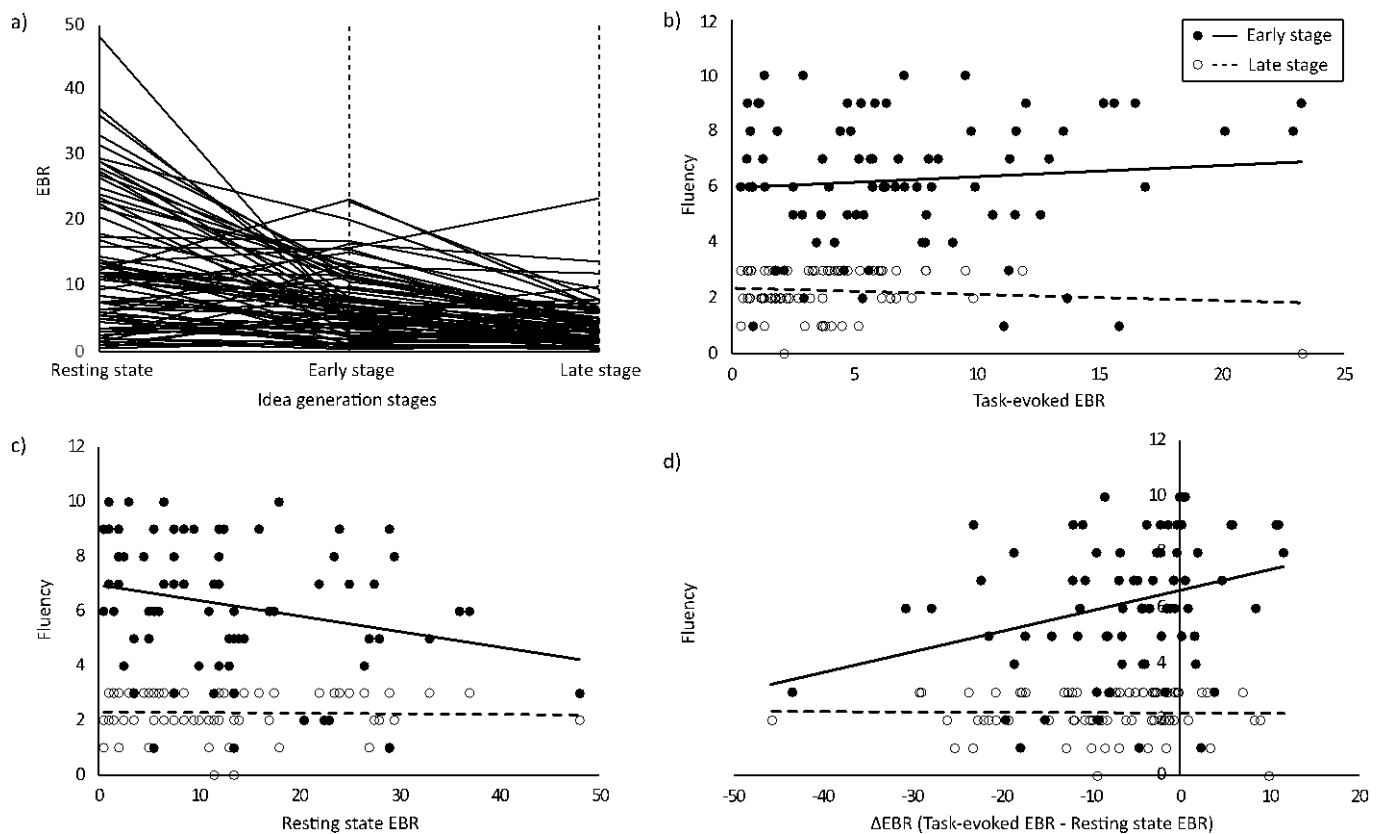 a)
50
40
30
20
10
0
EBR
Resting state
Early stage
Late stage
Idea generation stages
b)
12
10
8
6
4
2
0
Fluency
Early stage
Late stage
0
5
10
15
20
25
Task-evoked EBR
c)
12
10
8
6
4
2
0
Fluency
0
10
20
30
40
50
Resting state EBR
d)
12
10
8
6
4
2
0
Fluency
-50
-40
-30
-20
-10
0
10
20
ΔEBR (Task-evoked EBR - Resting state EBR)